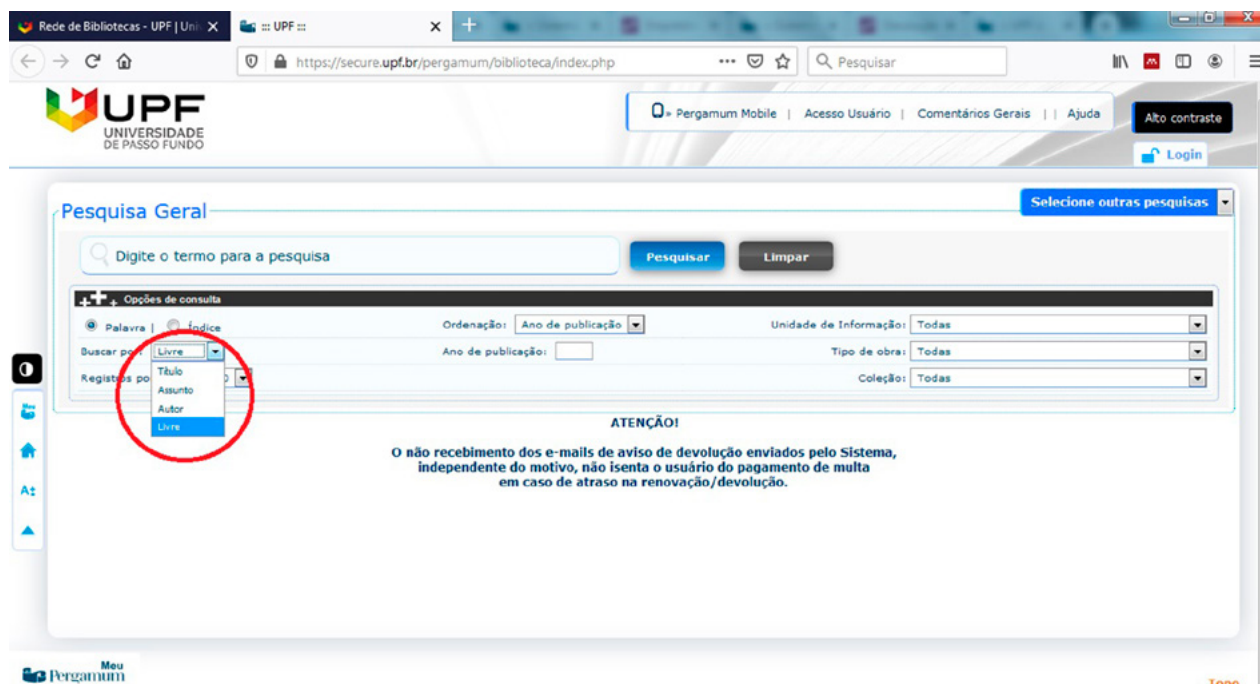 Rede de Bibliotecas - UPF | Uni
::: UPF :::
https://secure.upf.br/pergamum/biblioteca/index.php
Pesquisar
UPF
UNIVERSIDADE
DE PASSO FUNDO
» Pergamum Mobile | Acesso Usuário | Comentários Gerais | | Ajuda
Alto contraste
Login
Selecione outras pesquisas
Pesquisa Geral
Digite o termo para a pesquisa
Pesquisar
Limpar
Opções de consulta
Palavra | Índice
Ordenação: Ano de publicação
Unidade de Informação: Todas
Buscar por: Livre
Ano de publicação:
Tipo de obra: Todas
Título
Registros po
Coleção: Todas
Assunto
Autor
Livre
ATENÇÃO!
O não recebimento dos e-mails de aviso de devolução enviados pelo Sistema,
independente do motivo, não isenta o usuário do pagamento de multa
em caso de atraso na renovação/devolução.
A±
Meu
Pergamum
Topo